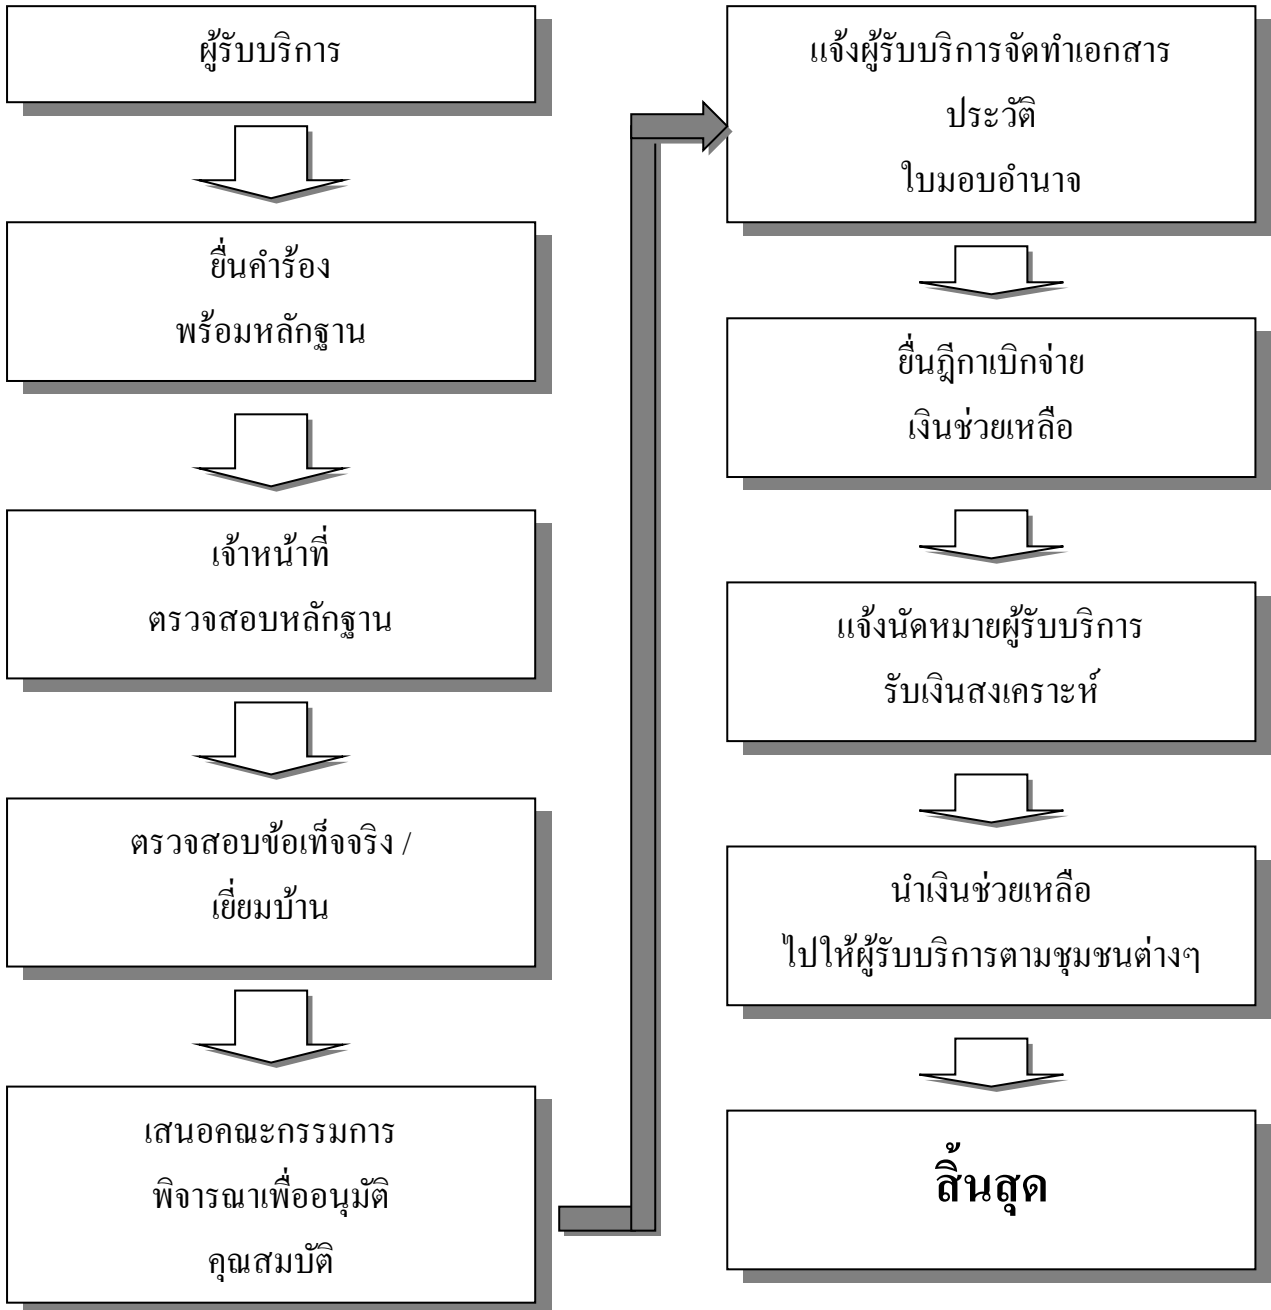 ผู้รับบริการ
ยื่นคำร้อง
พร้อมหลักฐาน
เจ้าหน้าที่
ตรวจสอบหลักฐาน
ตรวจสอบข้อเท็จจริง /
เยี่ยมบ้าน
เสนอคณะกรรมการ
พิจารณาเพื่ออนุมัติ
คุณสมบัติ
แจ้งผู้รับบริการจัดทำเอกสาร
ประวัติ
ใบมอบอำนาจ
ยื่นฎีกาเบิกจ่าย
เงินช่วยเหลือ
แจ้งนัดหมายผู้รับบริการ
รับเงินสงเคราะห์
นำเงินช่วยเหลือ
ไปให้ผู้รับบริการตามชุมชนต่างๆ
สิ้นสุด